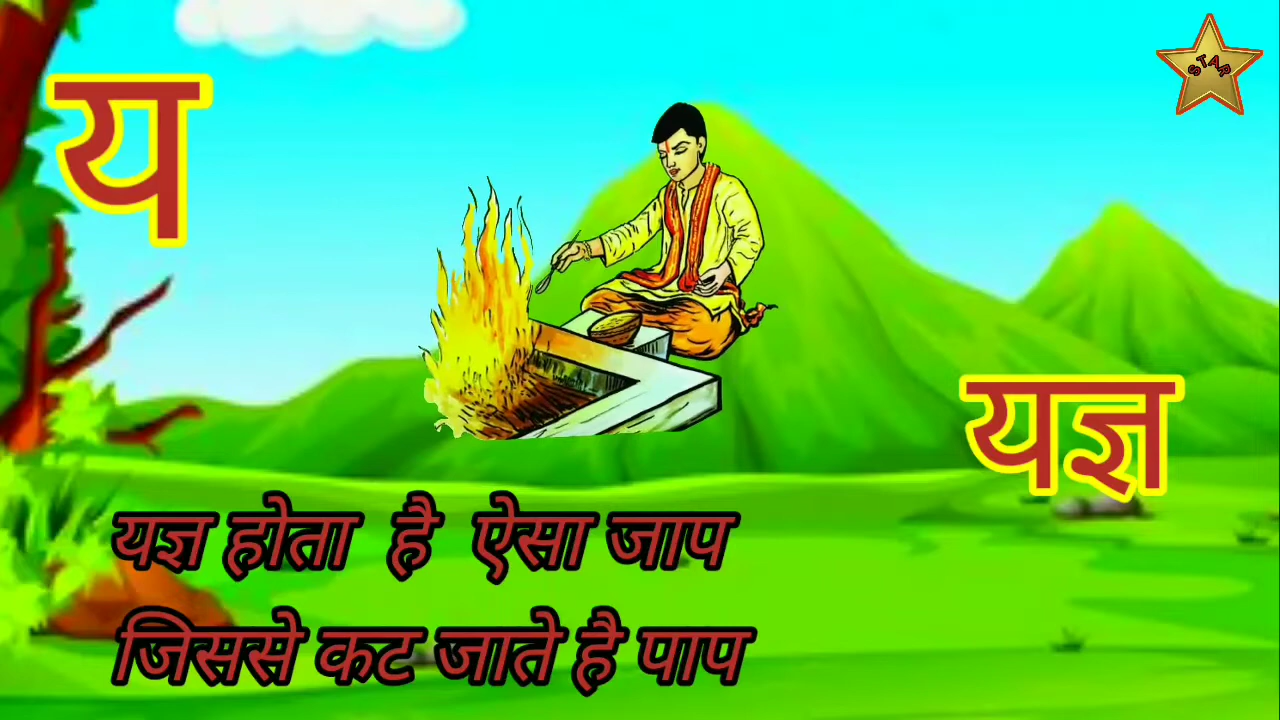 य
STAR
यज्ञ
यज्ञ होता है ऐसा जाप
जिससे कट जाते है पाप